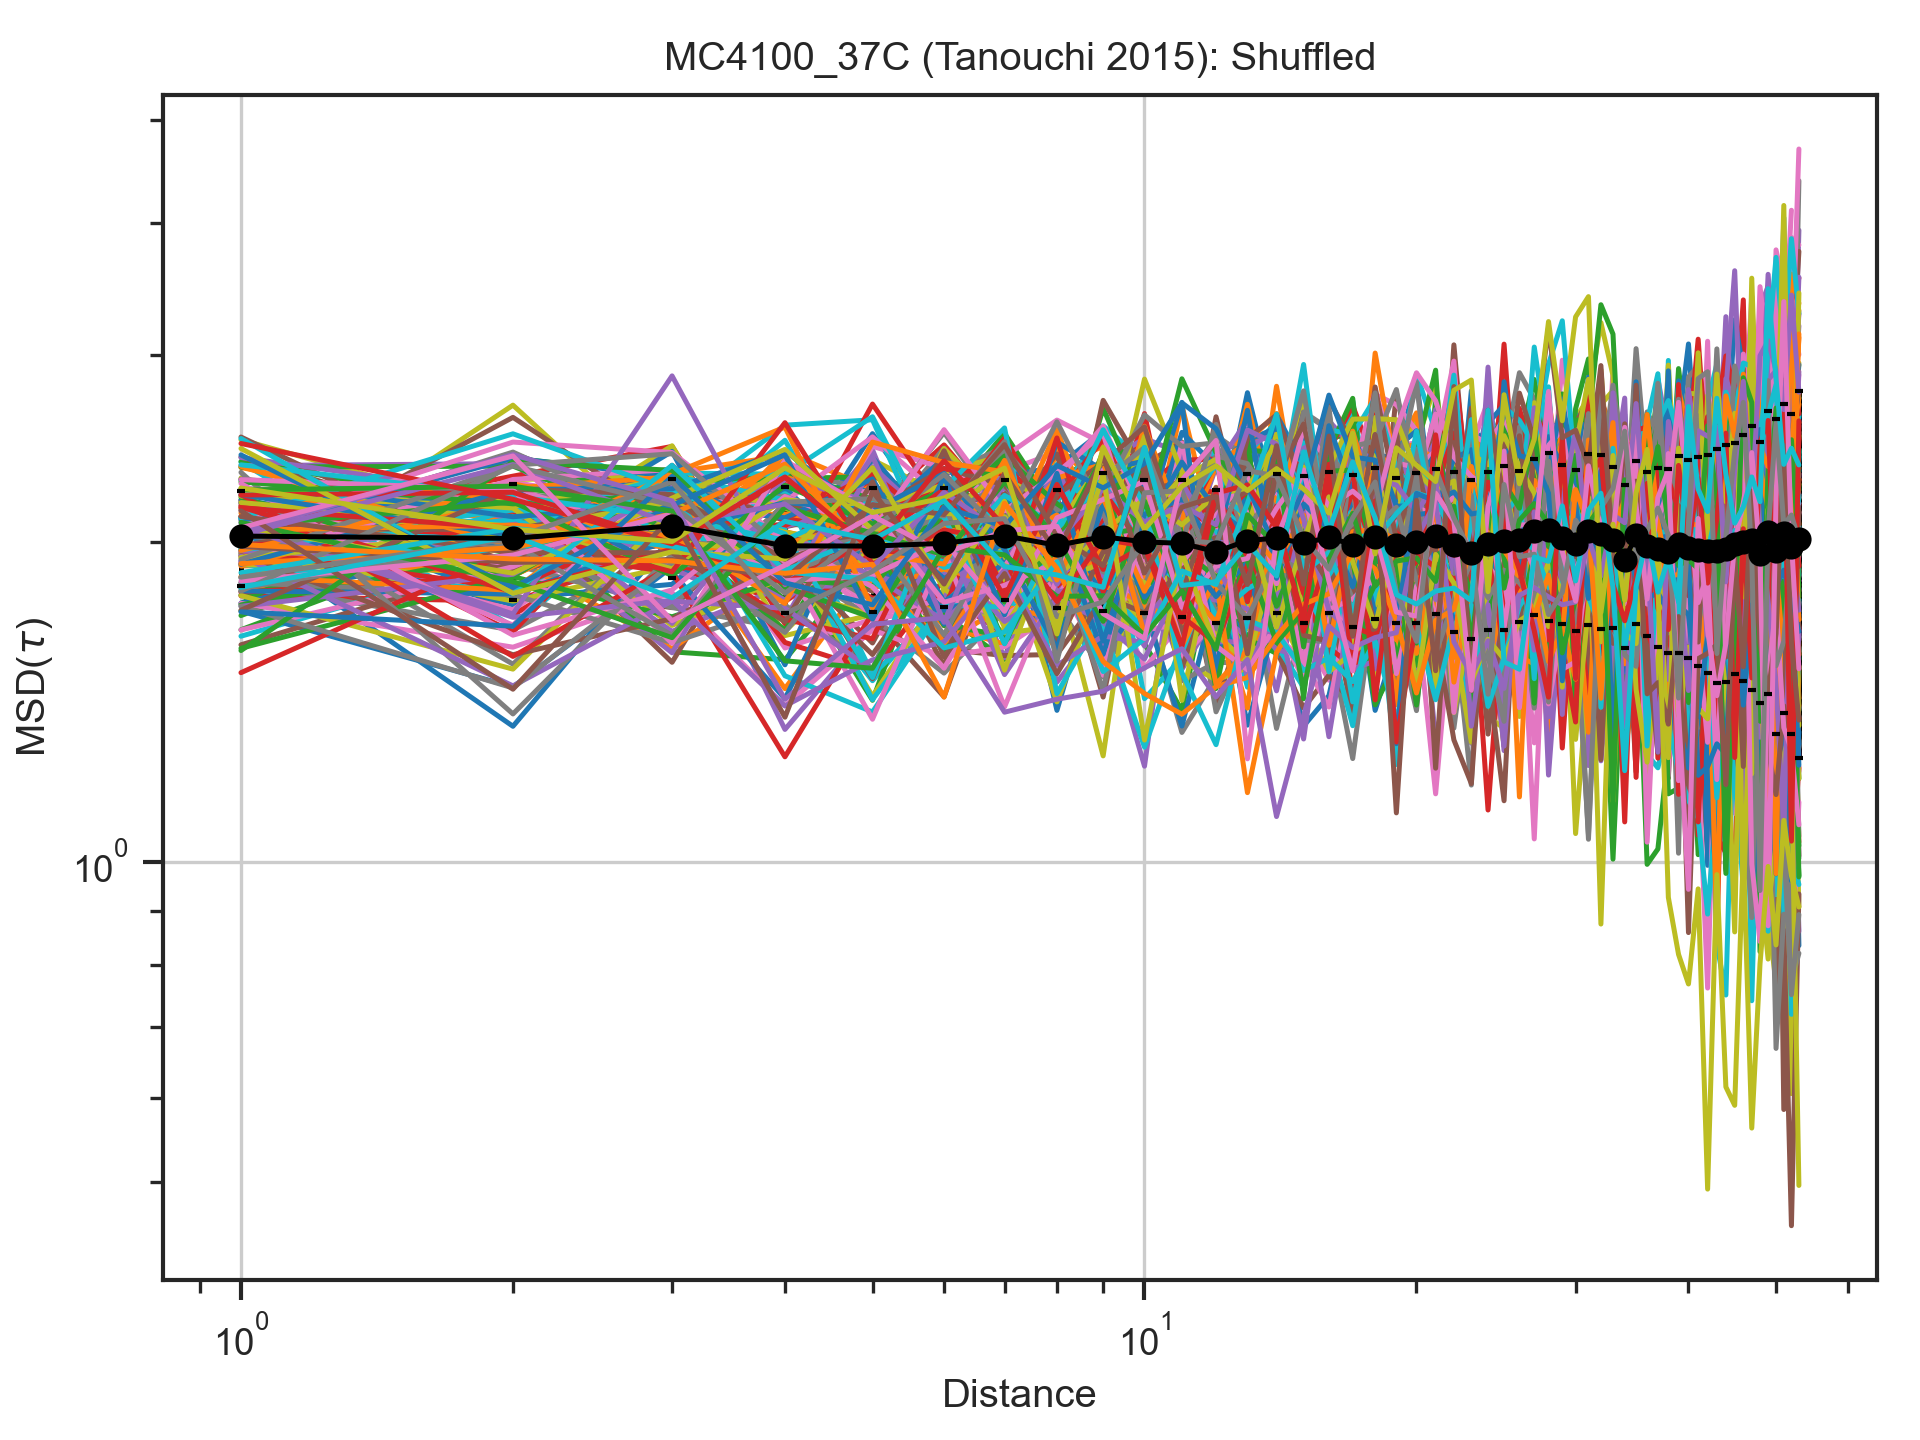 MC4100_37C (Tanouchi 2015): Shuffled
MSD(τ)
10⁰
10⁰
10¹
Distance